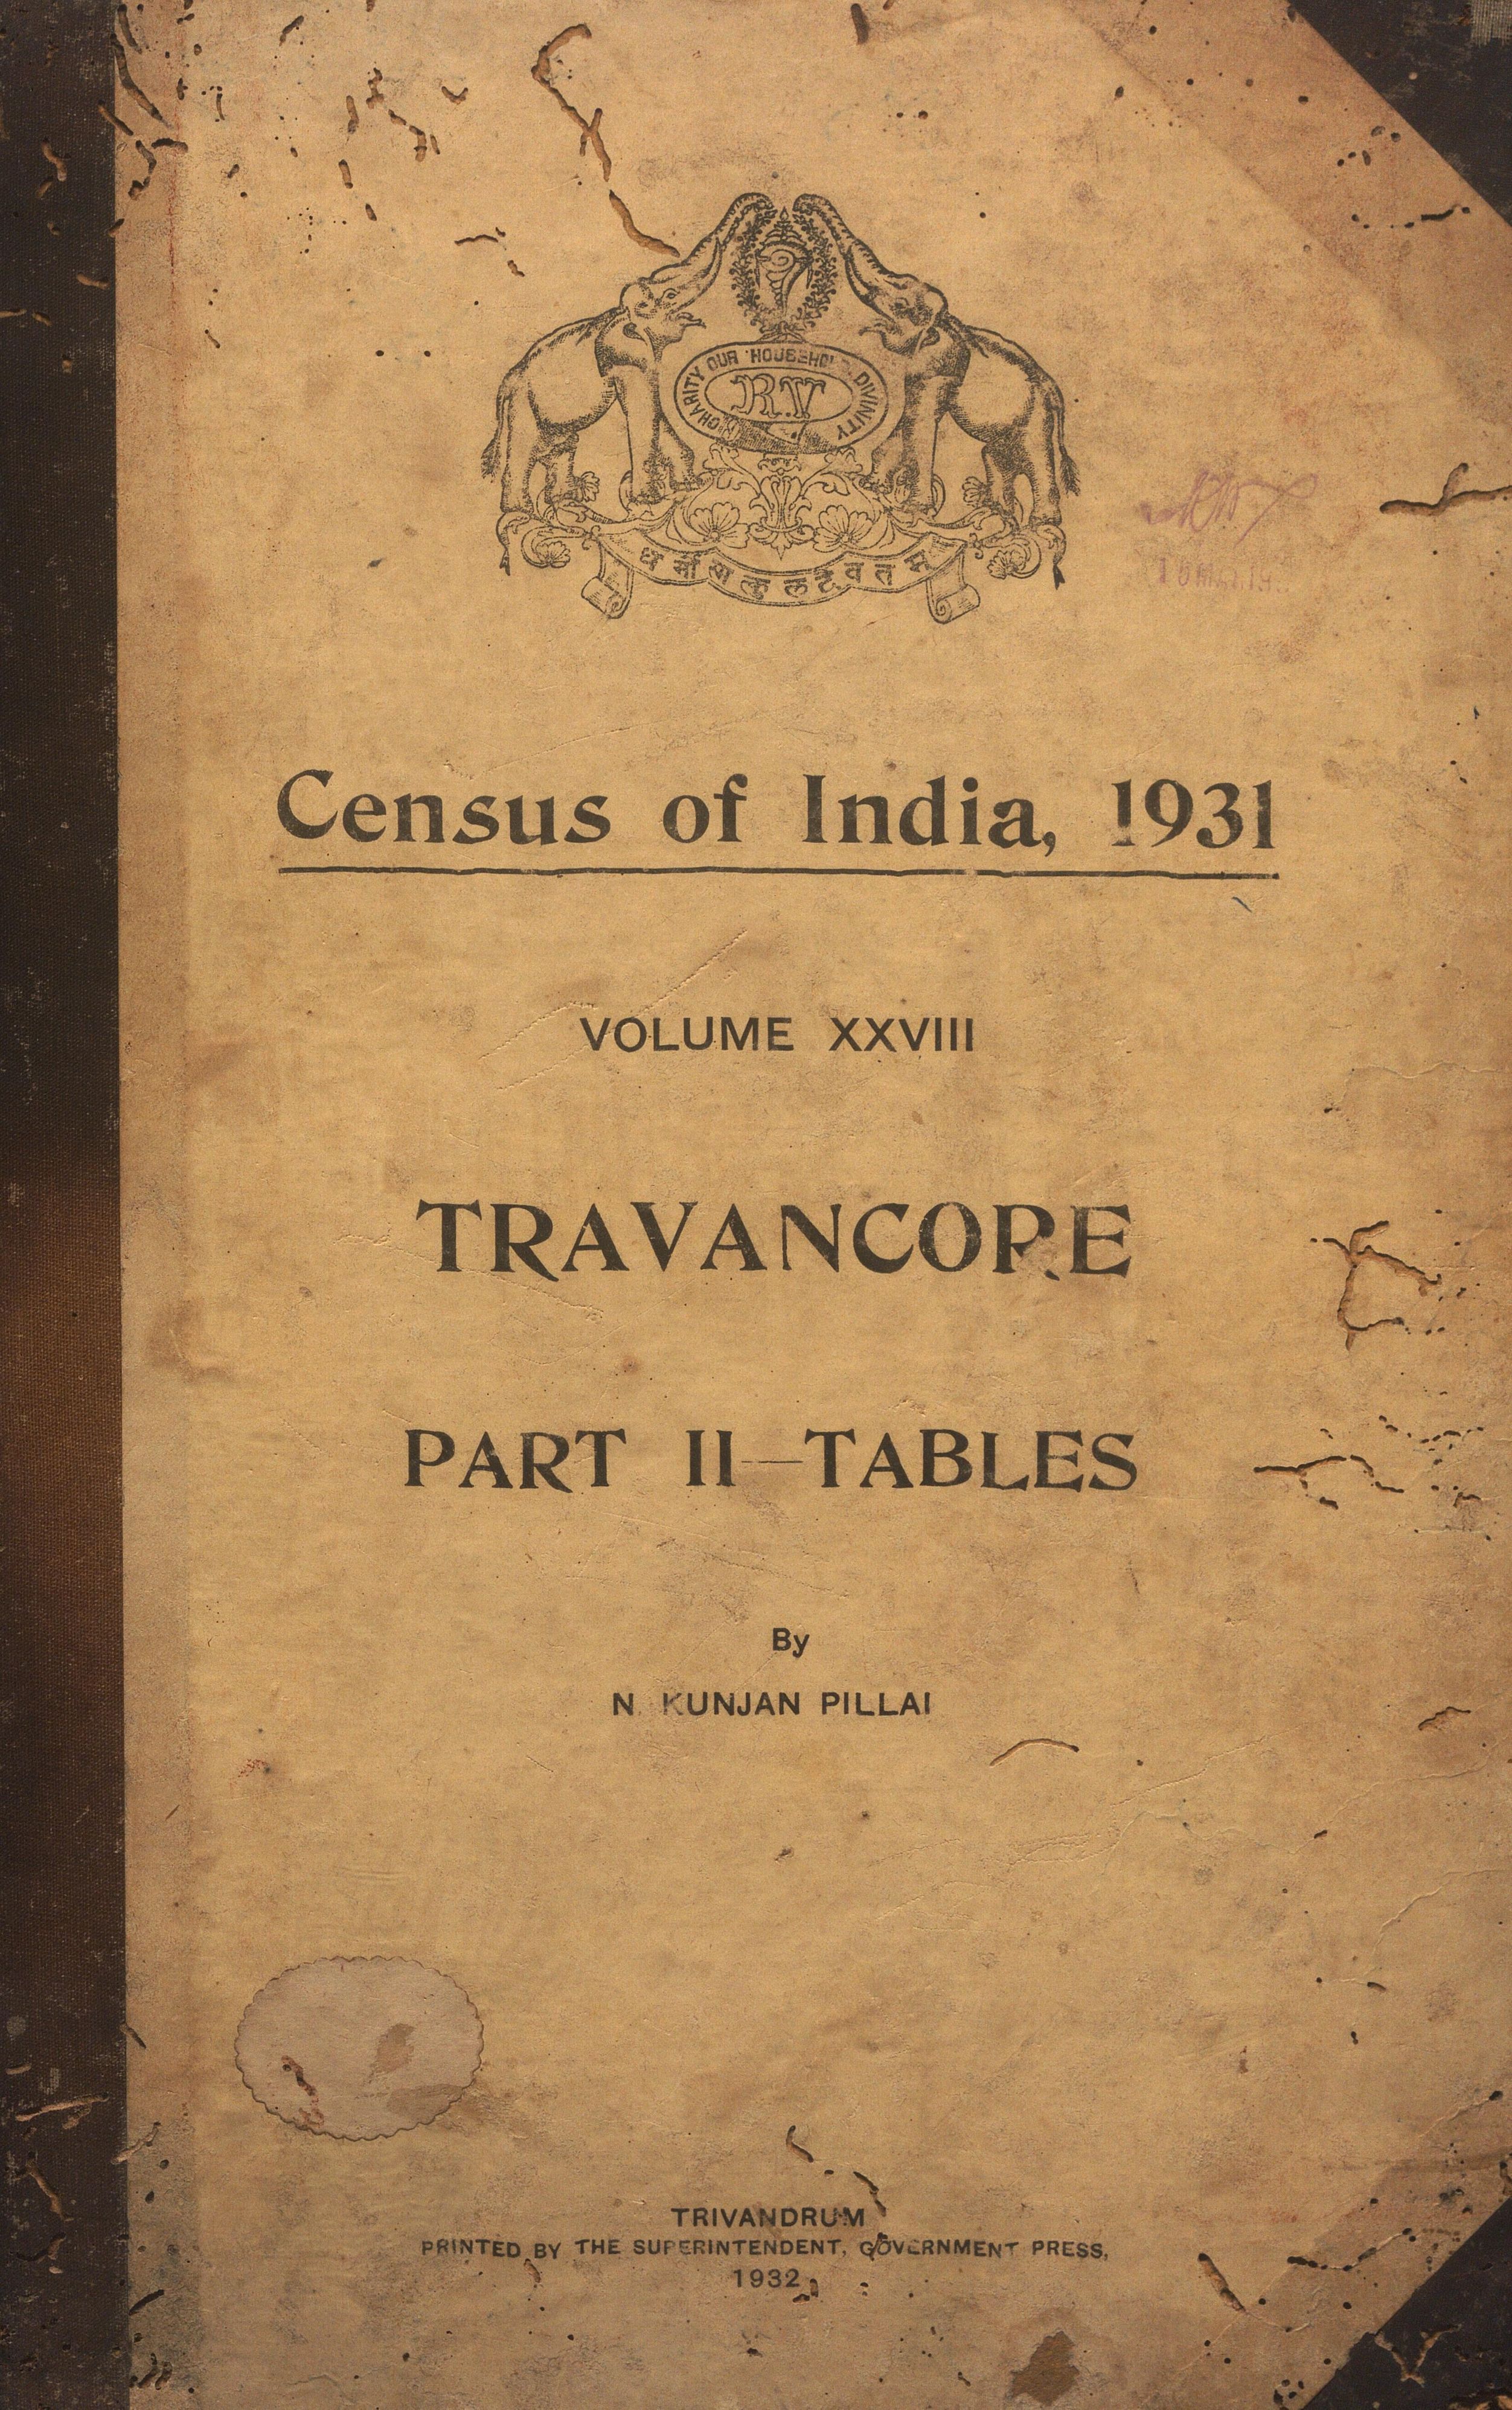 CHARITY OUR HOUSEHOLD DIVINITY
R.V
धर्मोस्मत्कुलदैवतम्
Census of India, 1931
VOLUME XXVIII
TRAVANCORE
PART II—TABLES
By
N. KUNJAN PILLAI
TRIVANDRUM
PRINTED BY THE SUPERINTENDENT, GOVERNMENT PRESS,
1932